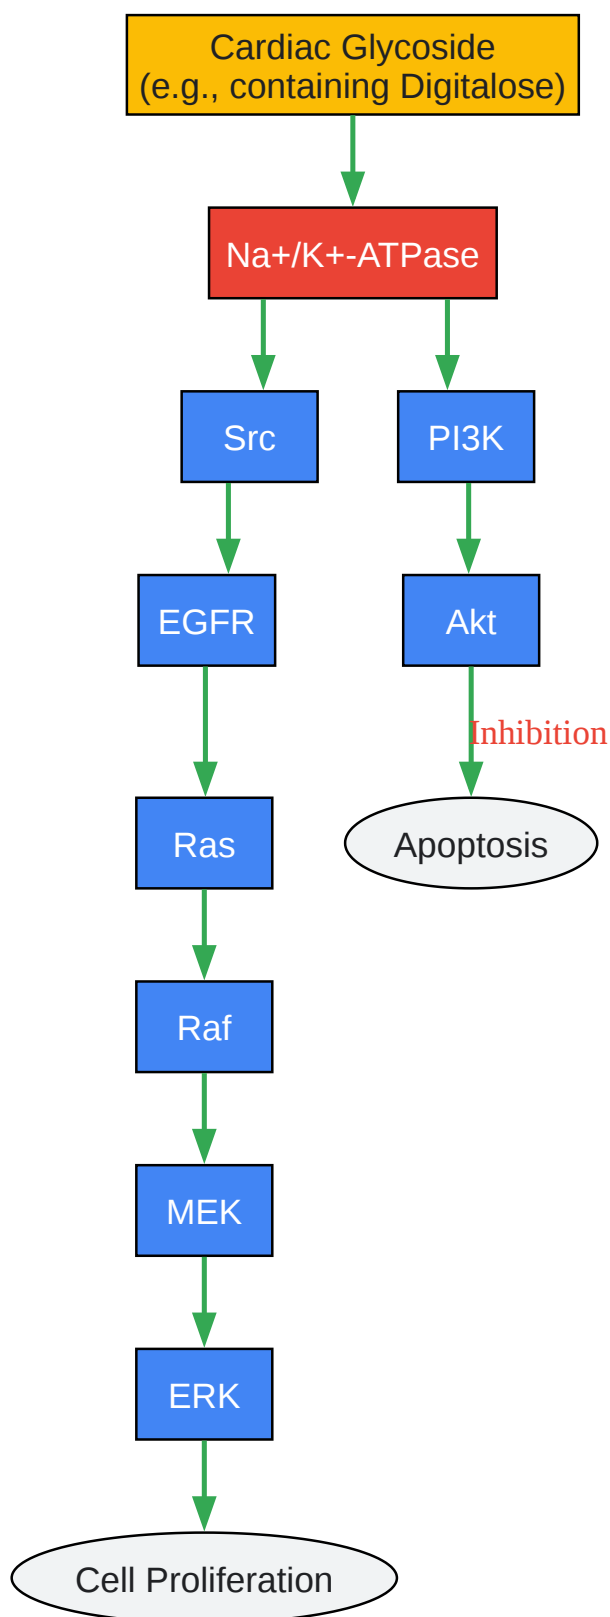 Cardiac Glycoside
(e.g., containing Digitalose)
Na+/K+-ATPase
Src
PI3K
EGFR
Akt
Inhibition
Ras
Apoptosis
Raf
MEK
ERK
Cell Proliferation